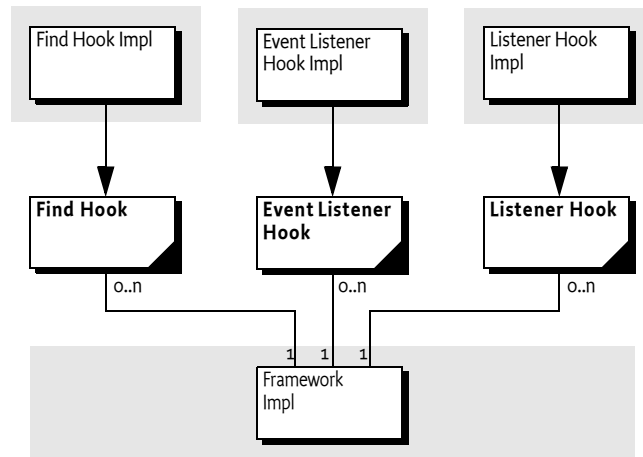 Find Hook Impl
Event Listener
Hook Impl
Listener Hook
Impl
Find Hook
Event Listener
Hook
Listener Hook
0..n
0..n
0..n
1
1
1
Framework
Impl